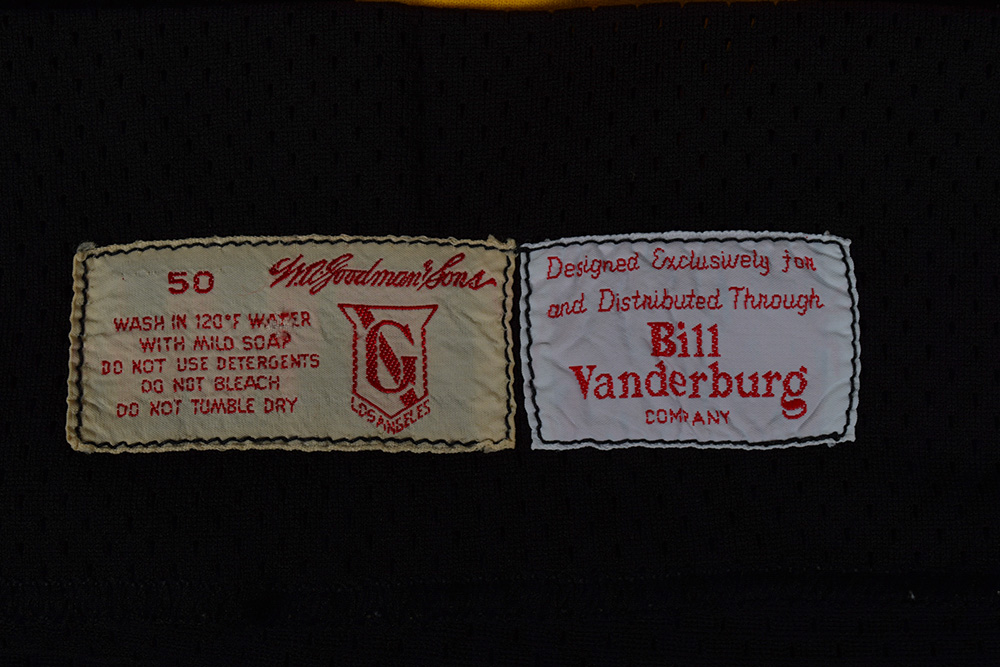 50
Wm. Goodman & Sons
WASH IN 120°F WATER
WITH MILD SOAP
DO NOT USE DETERGENTS
DO NOT BLEACH
DO NOT TUMBLE DRY
G
LOS ANGELES
Designed Exclusively for
and Distributed Through
Bill
Vanderburg
COMPANY